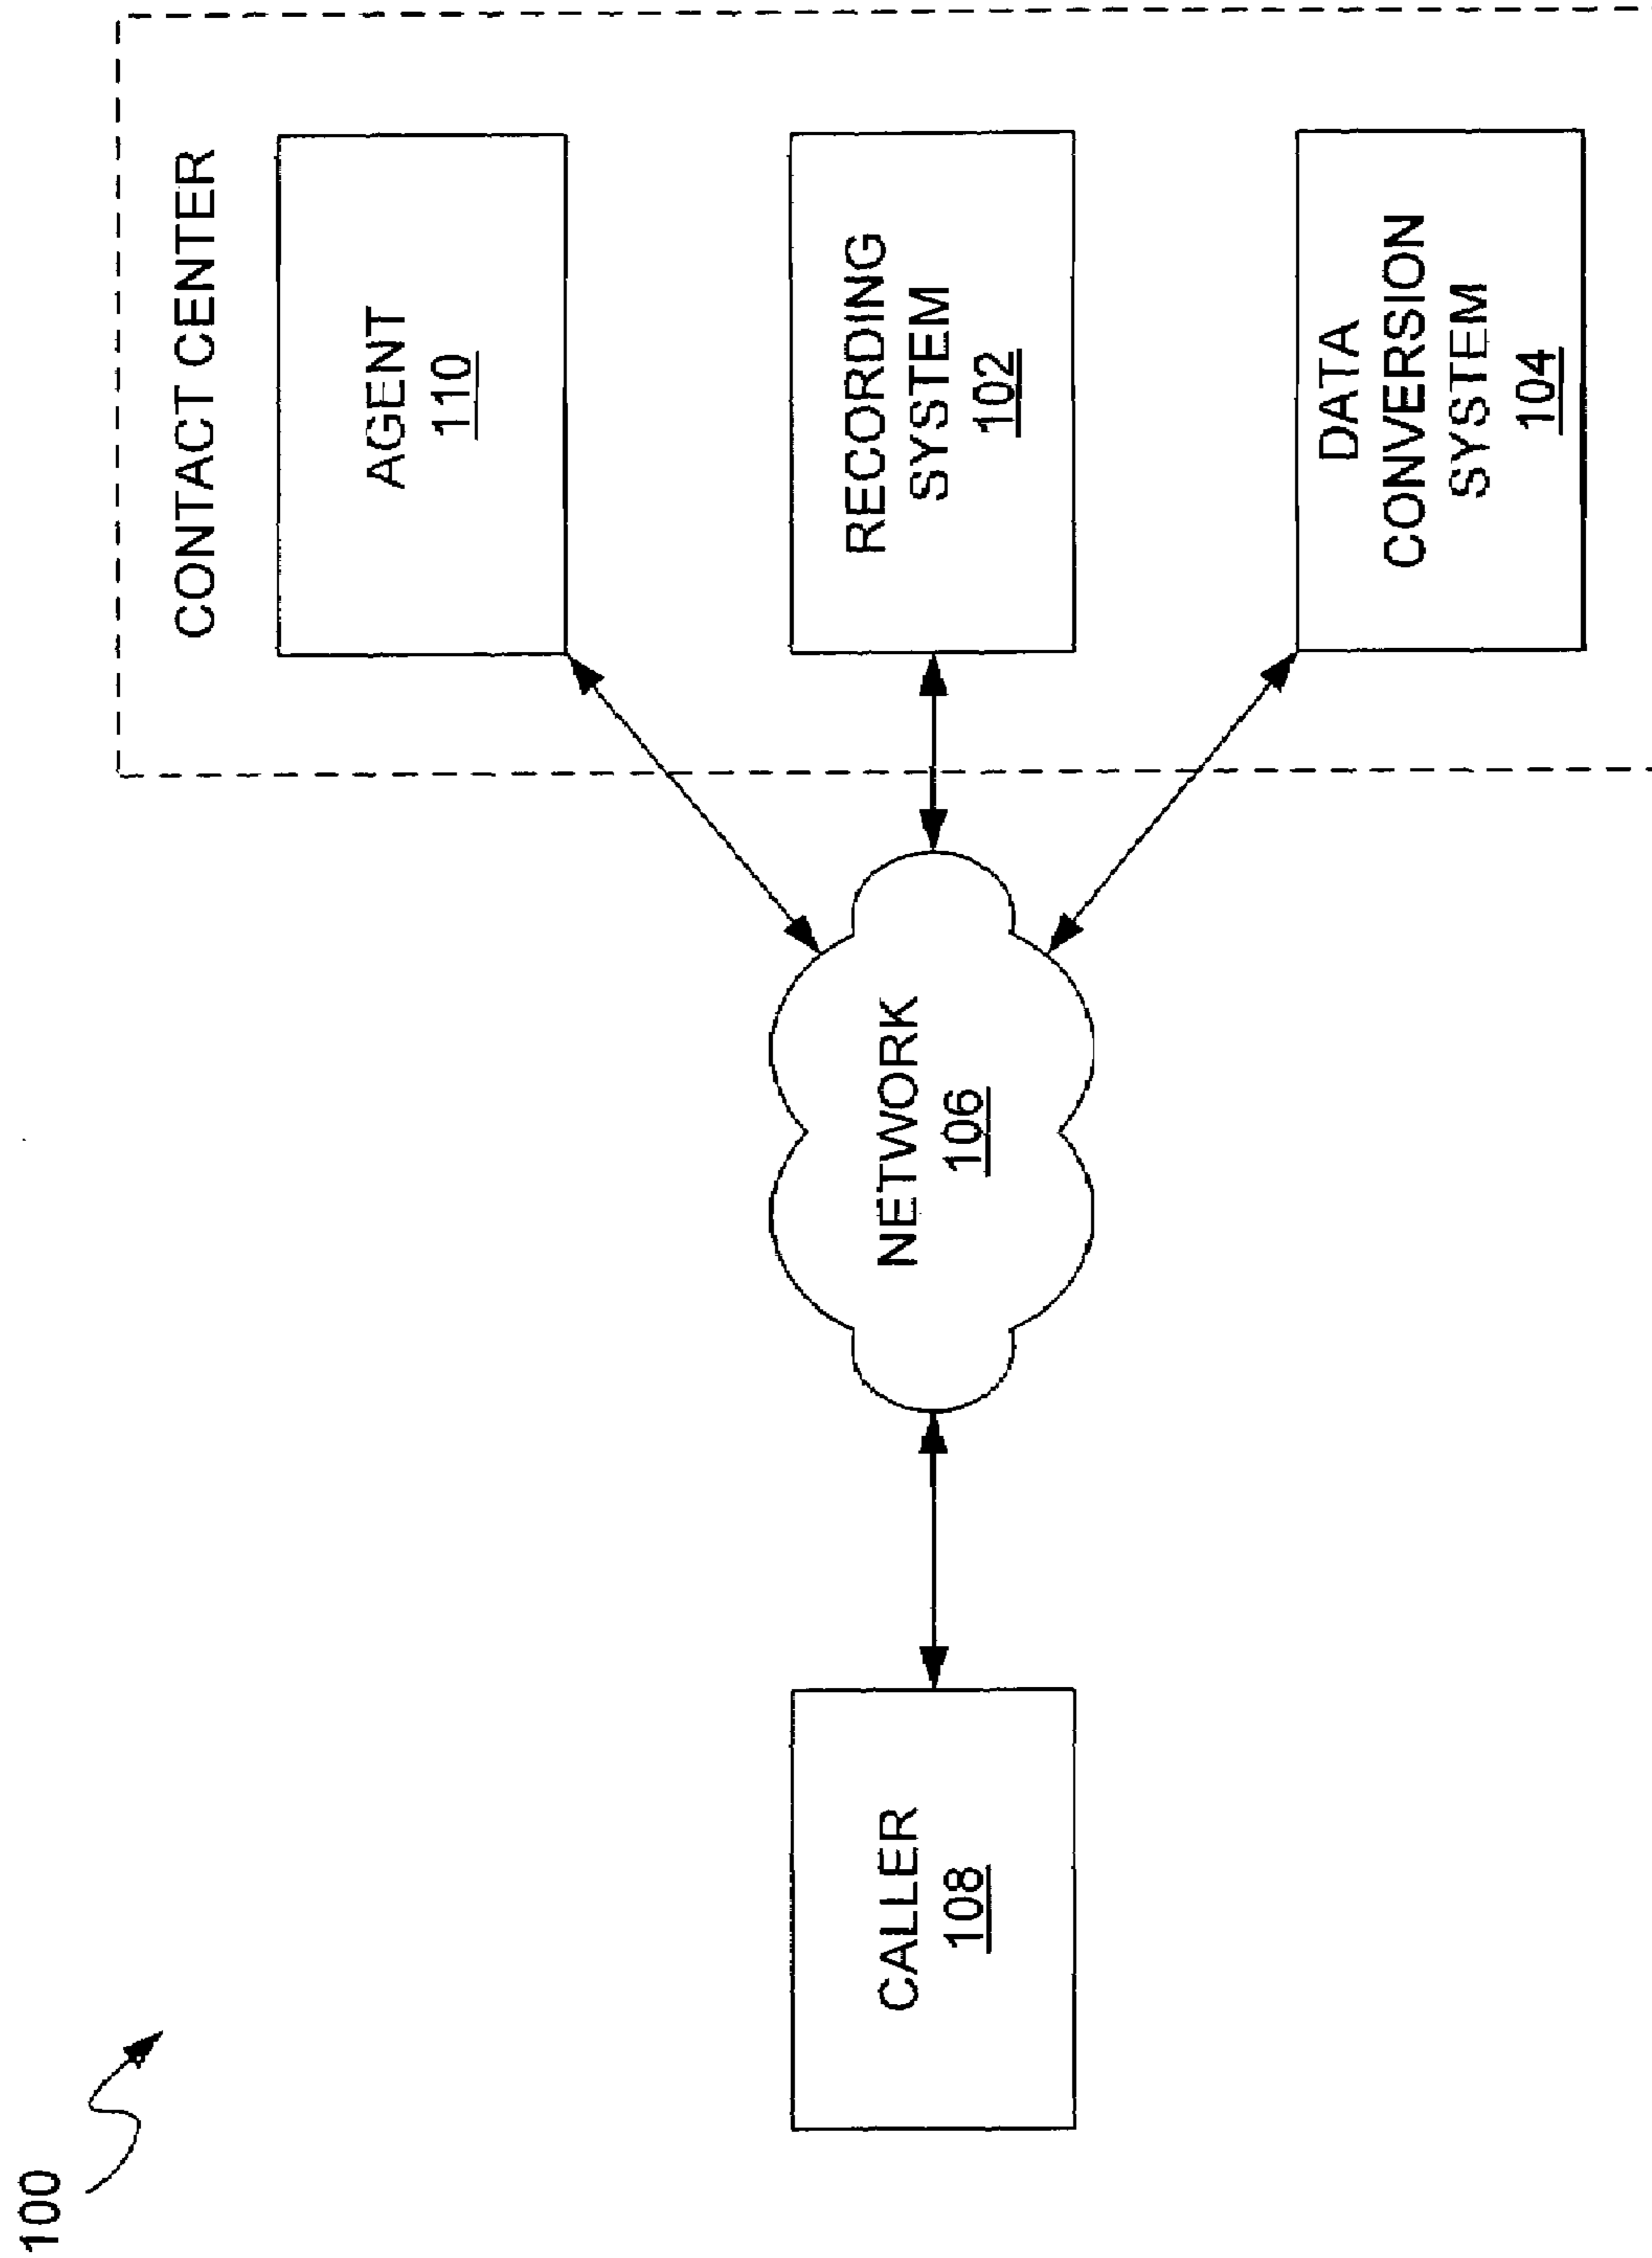 100
CONTACT CENTER
CALLER
108
NETWORK
106
AGENT
110
RECORDING
SYSTEM
102
DATA
CONVERSION
SYSTEM
104